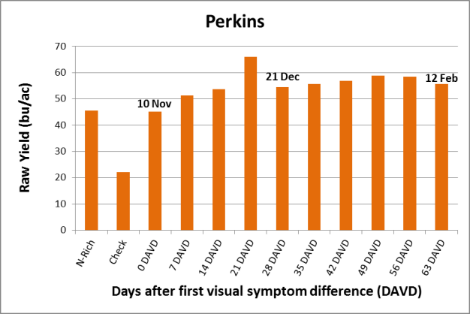 Perkins
Raw Yield (bu/ac)
70
60
50
40
30
20
10
0
10 Nov
21 Dec
12 Feb
N-Rich
Check
0 DAVD
7 DAVD
14 DAVD
21 DAVD
28 DAVD
35 DAVD
42 DAVD
49 DAVD
56 DAVD
63 DAVD
Days after first visual symptom difference (DAVD)